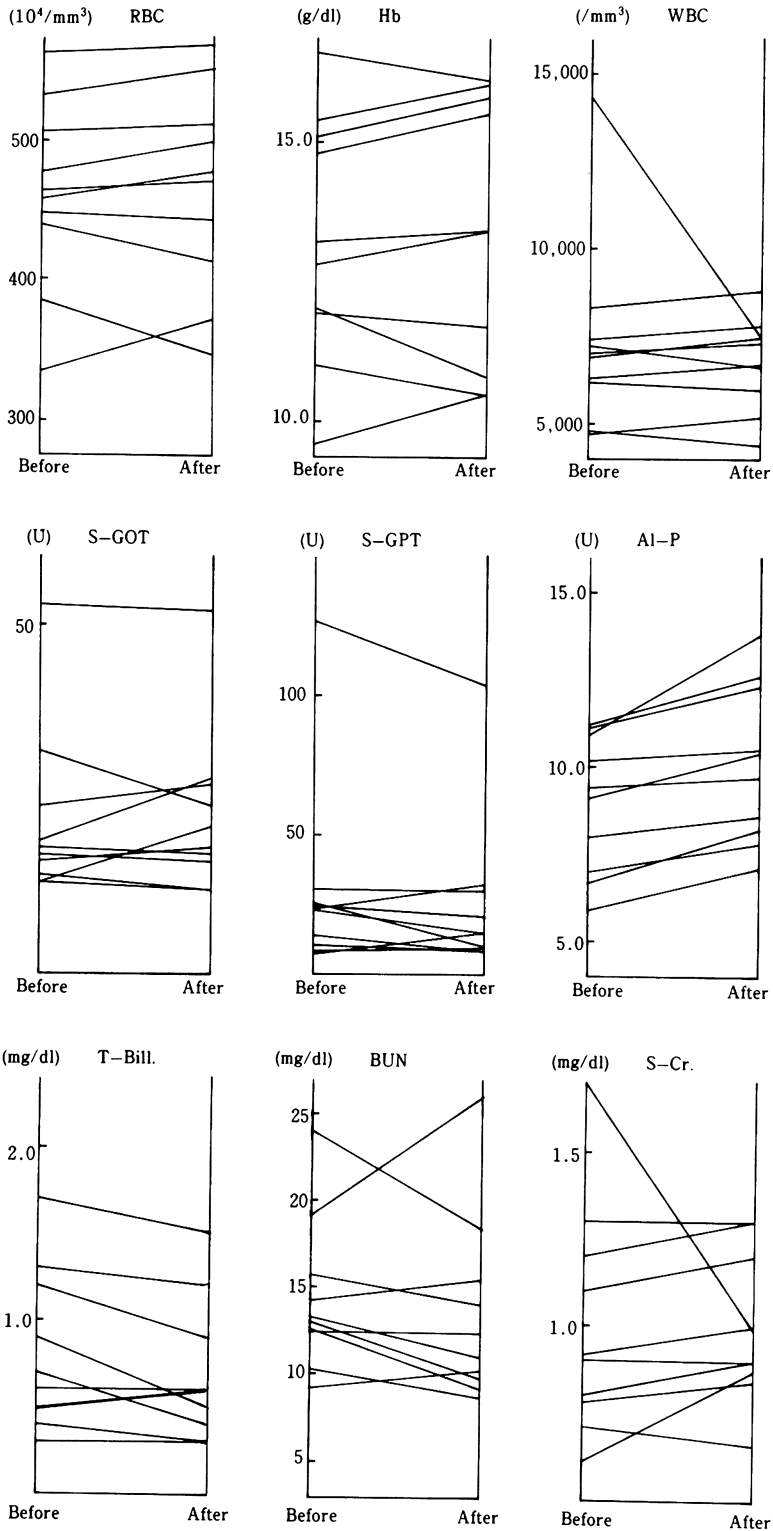 (10⁴/mm³) RBC
500
400
300
Before After
(g/dl) Hb
15.0
10.0
Before After
(/mm³) WBC
15,000
10,000
5,000
Before After
(U) S-GOT
50
Before After
(U) S-GPT
100
50
Before After
(U) Al-P
15.0
10.0
5.0
Before After
(mg/dl) T-Bill.
2.0
1.0
Before After
(mg/dl) BUN
25
20
15
10
5
Before After
(mg/dl) S-Cr.
1.5
1.0
Before After